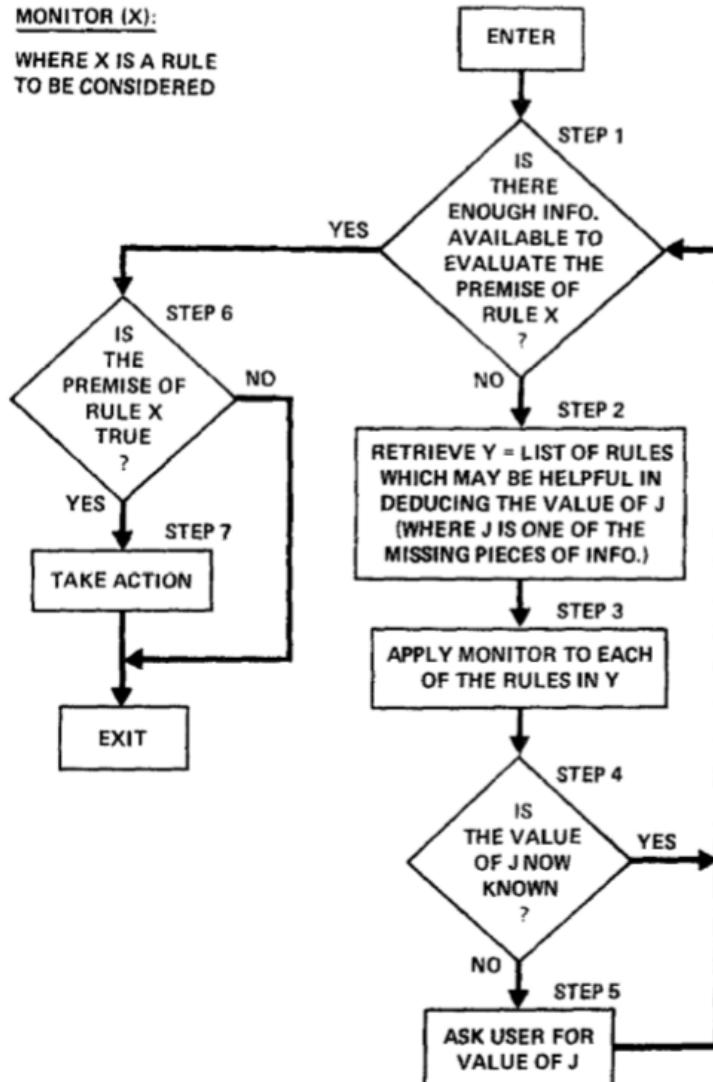 MONITOR (X):
WHERE X IS A RULE
TO BE CONSIDERED
ENTER
STEP 1
IS
THERE
ENOUGH INFO.
AVAILABLE TO
EVALUATE THE
PREMISE OF
RULE X
?
YES
NO
STEP 6
IS
THE
PREMISE OF
RULE X
TRUE
?
NO
YES
STEP 7
TAKE ACTION
EXIT
STEP 2
RETRIEVE Y = LIST OF RULES
WHICH MAY BE HELPFUL IN
DEDUCING THE VALUE OF J
(WHERE J IS ONE OF THE
MISSING PIECES OF INFO.)
STEP 3
APPLY MONITOR TO EACH
OF THE RULES IN Y
STEP 4
IS
THE VALUE
OF J NOW
KNOWN
?
YES
NO
STEP 5
ASK USER FOR
VALUE OF J